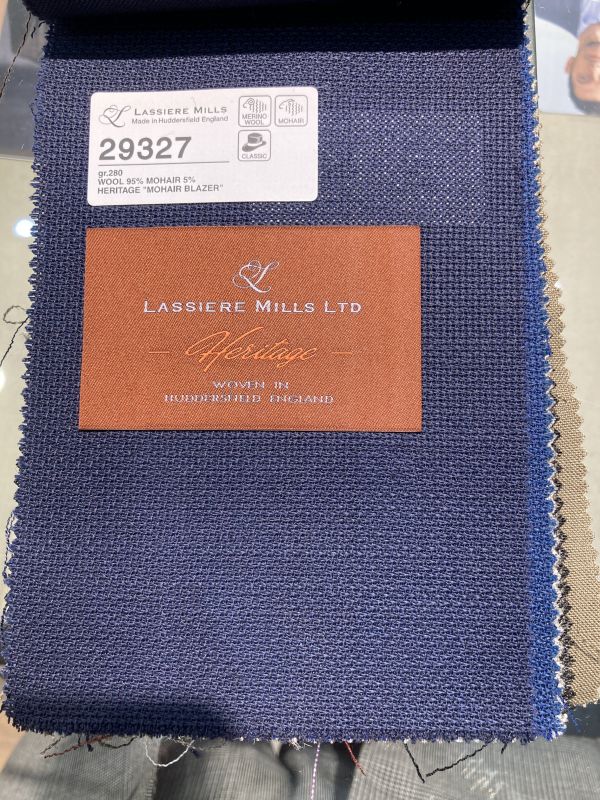 LASSIERE MILLS
Made in Huddersfield England
MERINO WOOL
MOHAIR
29327
CLASSIC
gr.280
WOOL 95% MOHAIR 5%
HERITAGE "MOHAIR BLAZER"
LASSIERE MILLS LTD
Heritage
WOVEN IN
HUDDERSFIELD ENGLAND